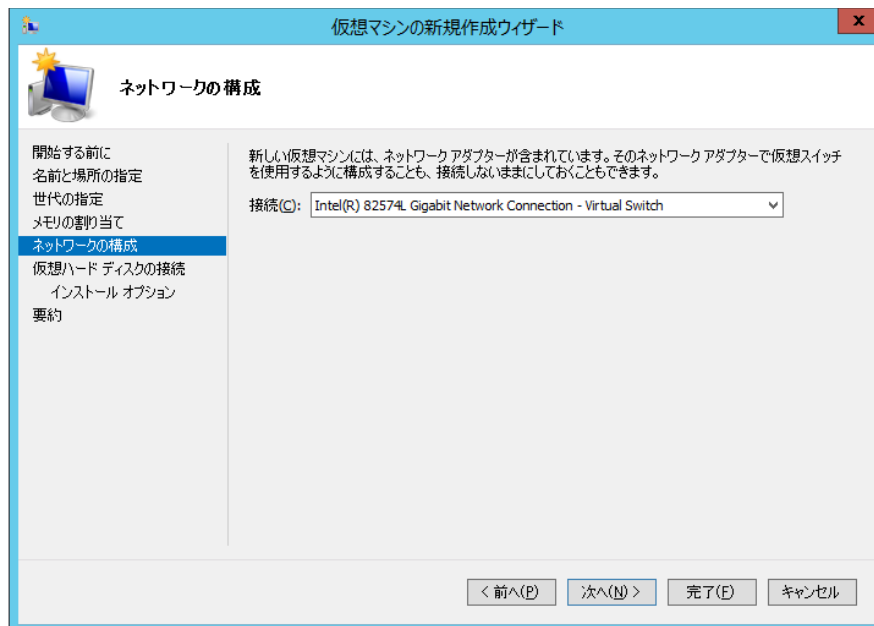 仮想マシンの新規作成ウィザード
x
ネットワークの構成
開始する前に
名前と場所の指定
世代の指定
メモリの割り当て
ネットワークの構成
仮想ハード ディスクの接続
インストール オプション
要約
新しい仮想マシンには、ネットワーク アダプターが含まれています。そのネットワーク アダプターで仮想スイッチ
を使用するように構成することも、接続しないままにしておくこともできます。
接続(C): Intel(R) 82574L Gigabit Network Connection - Virtual Switch
< 前へ(P) 次へ(N) > 完了(F) キャンセル